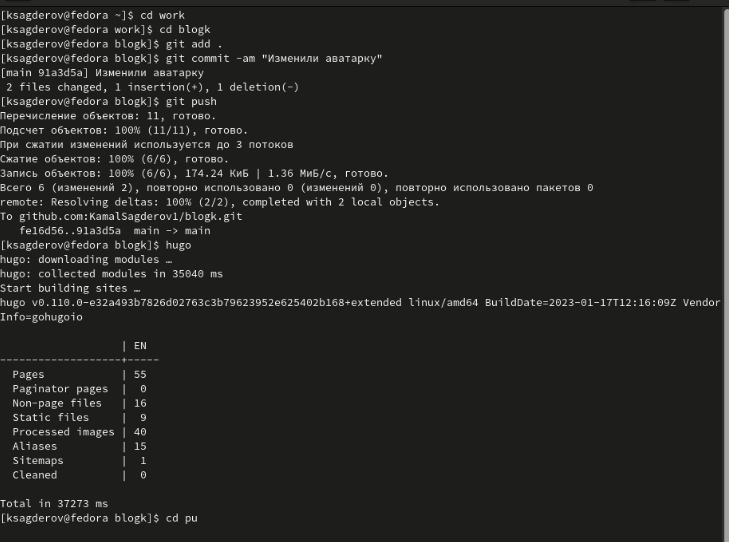 [ksagderov@fedora ~]$ cd work
[ksagderov@fedora work]$ cd blogk
[ksagderov@fedora blogk]$ git add .
[ksagderov@fedora blogk]$ git commit -am "Изменили аватарку"
[main 91a3d5a] Изменили аватарку
 2 files changed, 1 insertion(+), 1 deletion(-)
[ksagderov@fedora blogk]$ git push
Перечисление объектов: 11, готово.
Подсчет объектов: 100% (11/11), готово.
При сжатии изменений используется до 3 потоков
Сжатие объектов: 100% (6/6), готово.
Запись объектов: 100% (6/6), 174.24 КиБ | 1.36 МиБ/с, готово.
Всего 6 (изменений 2), повторно использовано 0 (изменений 0), повторно использовано пакетов 0
remote: Resolving deltas: 100% (2/2), completed with 2 local objects.
To github.com:KamalSagderov1/blogk.git
   fe16d56..91a3d5a  main -> main
[ksagderov@fedora blogk]$ hugo
hugo: downloading modules …
hugo: collected modules in 35040 ms
Start building sites …
hugo v0.110.0-e32a493b7826d02763c3b79623952e625402b168+extended linux/amd64 BuildDate=2023-01-17T12:16:09Z Vendor
Info=gohugoio
                   | EN
-------------------+-----
  Pages            | 55
  Paginator pages  |  0
  Non-page files   | 16
  Static files     |  9
  Processed images | 40
  Aliases          | 15
  Sitemaps         |  1
  Cleaned          |  0
Total in 37273 ms
[ksagderov@fedora blogk]$ cd pu